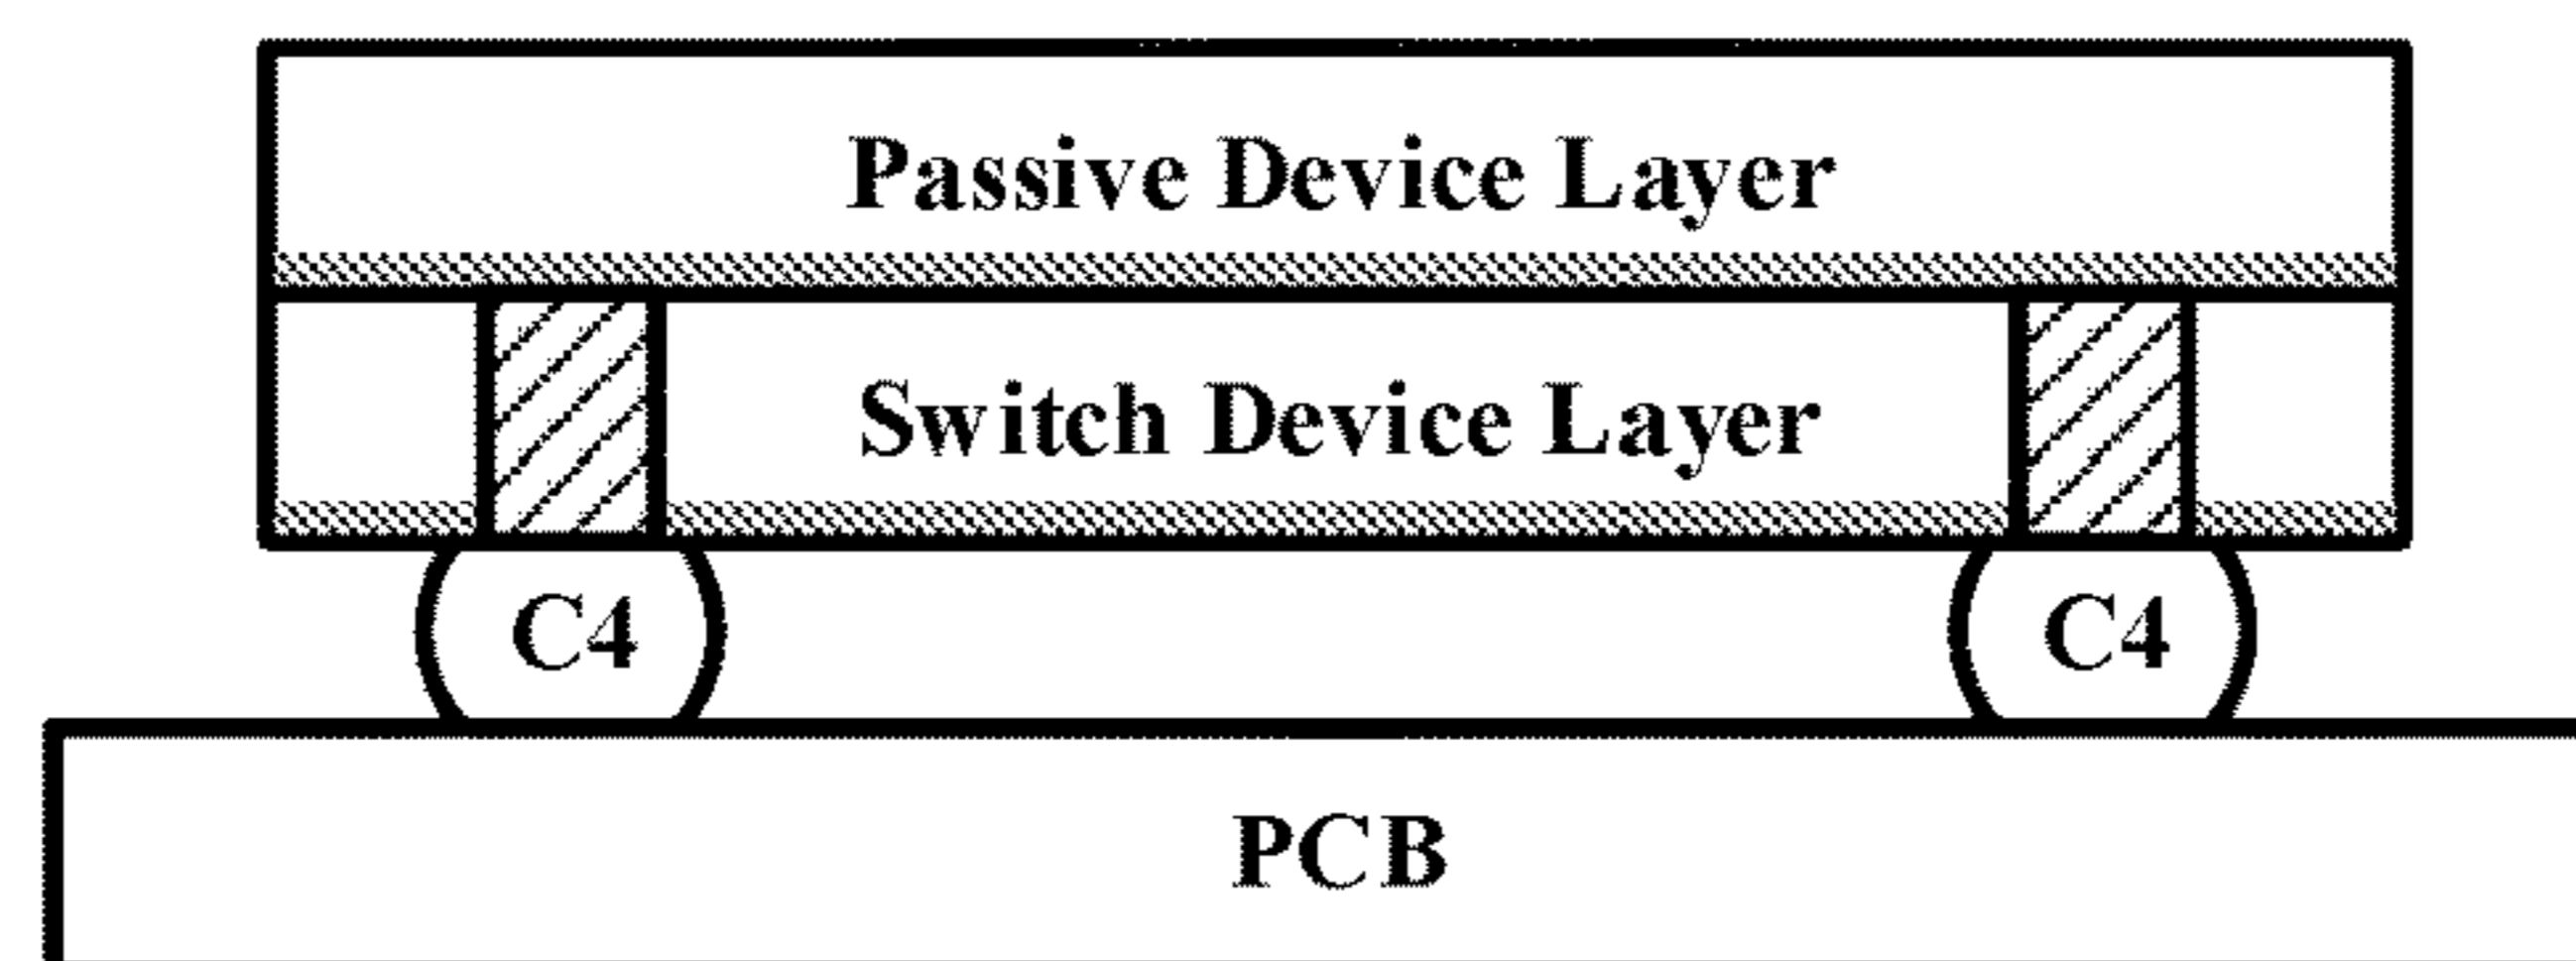 Passive Device Layer
Switch Device Layer
C4 C4
PCB